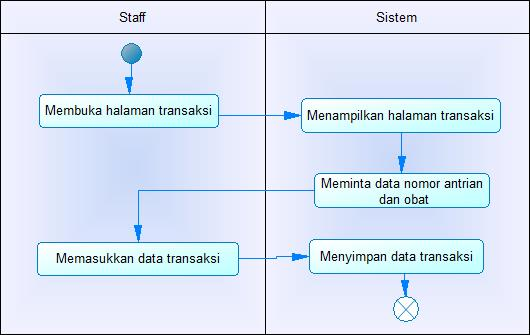 Staff
Sistem
Membuka halaman transaksi
Menampilkan halaman transaksi
Meminta data nomor antrian
dan obat
Memasukkan data transaksi
Menyimpan data transaksi